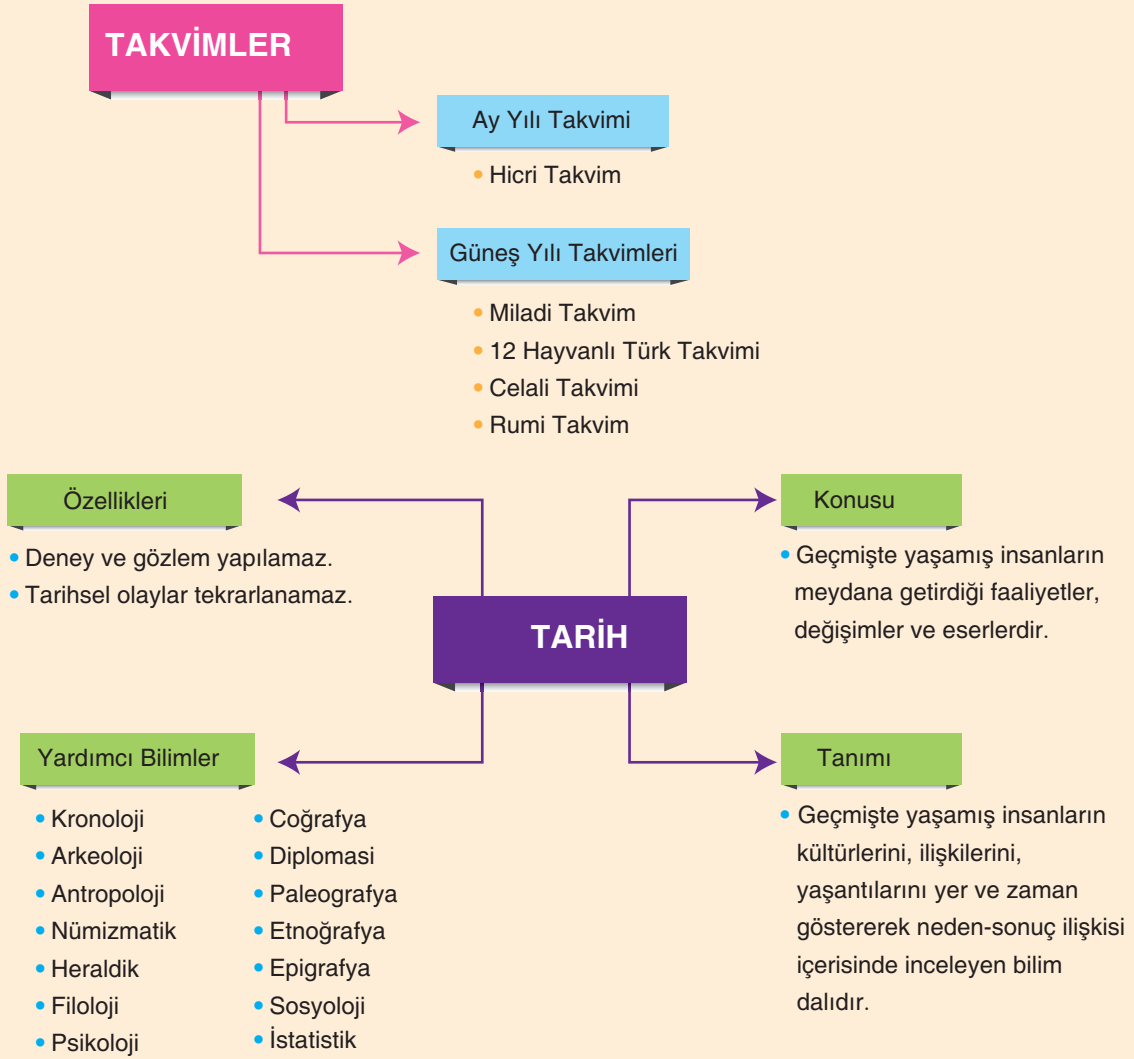 TAKVİMLER
Ay Yılı Takvimi
• Hicri Takvim
Güneş Yılı Takvimleri
• Miladi Takvim
• 12 Hayvanlı Türk Takvimi
• Celali Takvimi
• Rumi Takvim
Özellikleri
• Deney ve gözlem yapılamaz.
• Tarihsel olaylar tekrarlanamaz.
Konusu
• Geçmişte yaşamış insanların
meydana getirdiği faaliyetler,
değişimler ve eserlerdir.
TARİH
Yardımcı Bilimler
• Kronoloji
• Arkeoloji
• Antropoloji
• Nümizmatik
• Heraldik
• Filoloji
• Psikoloji
• Coğrafya
• Diplomasi
• Paleografya
• Etnoğrafya
• Epigrafya
• Sosyoloji
• İstatistik
Tanımı
• Geçmişte yaşamış insanların
kültürlerini, ilişkilerini,
yaşantılarını yer ve zaman
göstererek neden-sonuç ilişkisi
içerisinde inceleyen bilim
dalıdır.